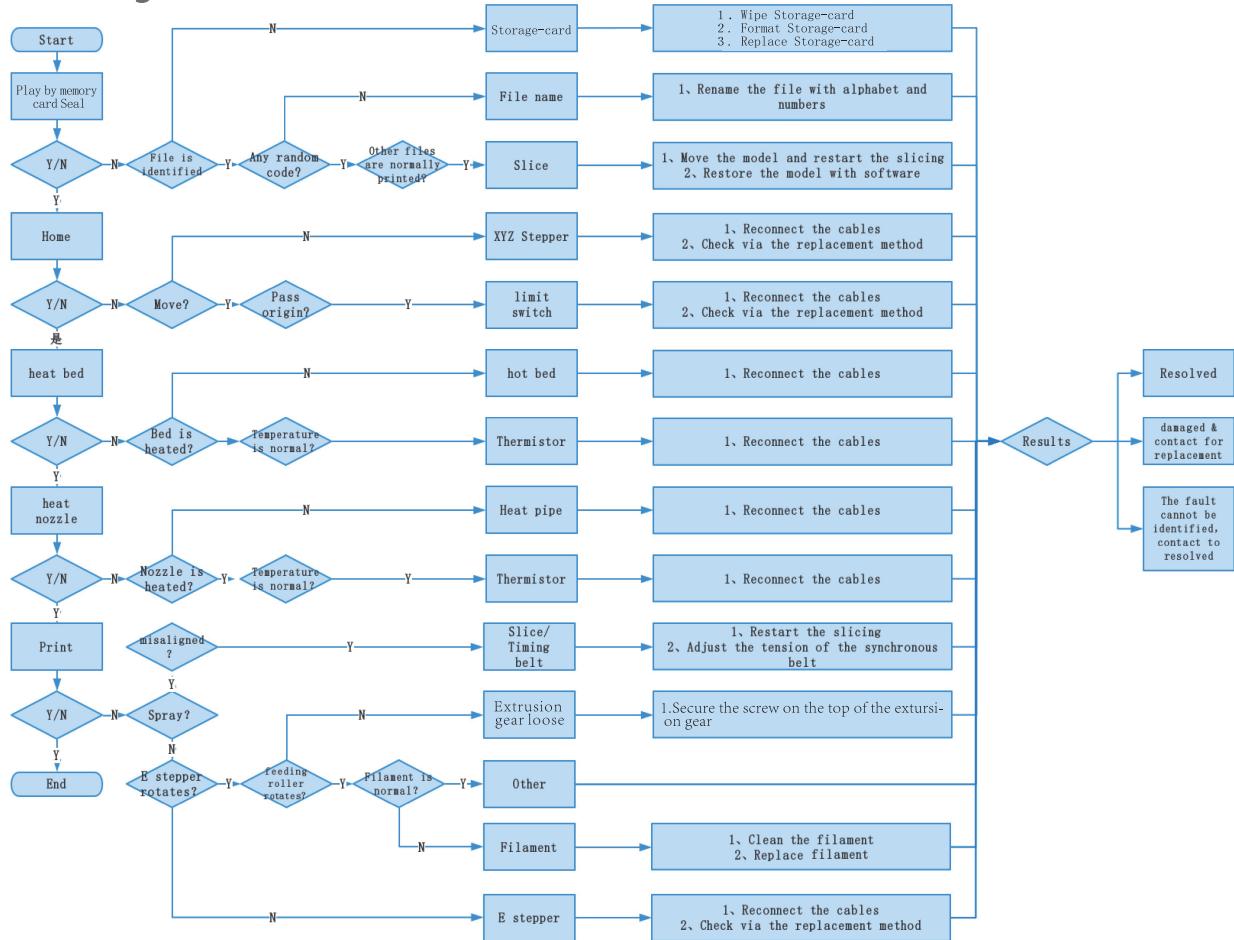 N
Storage-card
1. Wipe Storage-card
2. Format Storage-card
3. Replace Storage-card
Start
Play by memory
card Seal
N
File name
1、Rename the file with alphabet and
numbers
Y/N
N
File is
identified
Y
Any random
code?
Y
Other files
are normally
printed?
Y
Slice
1、Move the model and restart the slicing
2、Restore the model with software
Y
Home
N
XYZ Stepper
1、Reconnect the cables
2、Check via the replacement method
Y/N
N
Move?
Y
Pass
origin?
Y
limit
switch
1、Reconnect the cables
2、Check via the replacement method
是
heat bed
N
hot bed
1、Reconnect the cables
Resolved
Y/N
N
Bed is
heated?
Temperature
is normal?
Thermistor
1、Reconnect the cables
Results
damaged &
contact for
replacement
Y
heat
nozzle
N
Heat pipe
1、Reconnect the cables
The fault
cannot be
identified,
contact to
resolved
Y/N
N
Nozzle is
heated?
Y
Temperature
is normal?
Y
Thermistor
1、Reconnect the cables
Y
Print
misaligned
?
Y
Slice/
Timing
belt
1、Restart the slicing
2、Adjust the tension of the synchronous
belt
Y
Y/N
N
Spray?
N
Extrusion
gear loose
1.Secure the screw on the top of the extursi-
on gear
Y
N
End
E stepper
rotates?
Y
feeding
roller
rotates?
Y
Filament is
normal?
Y
Other
N
Filament
1、Clean the filament
2、Replace filament
N
E stepper
1、Reconnect the cables
2、Check via the replacement method